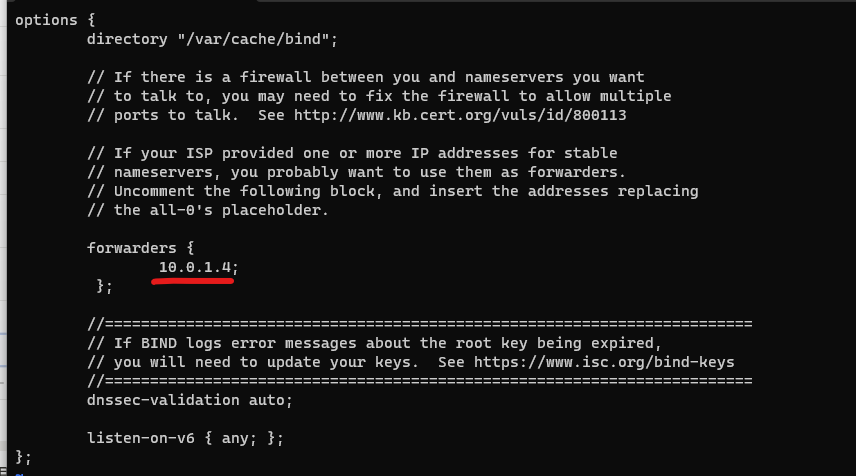 options {
directory "/var/cache/bind";
// If there is a firewall between you and nameservers you want
// to talk to, you may need to fix the firewall to allow multiple
// ports to talk.  See http://www.kb.cert.org/vuls/id/800113
// If your ISP provided one or more IP addresses for stable
// nameservers, you probably want to use them as forwarders.
// Uncomment the following block, and insert the addresses replacing
// the all-0's placeholder.
forwarders {
10.0.1.4;
};
//========================================================================
// If BIND logs error messages about the root key being expired,
// you will need to update your keys.  See https://www.isc.org/bind-keys
//========================================================================
dnssec-validation auto;
listen-on-v6 { any; };
};
~